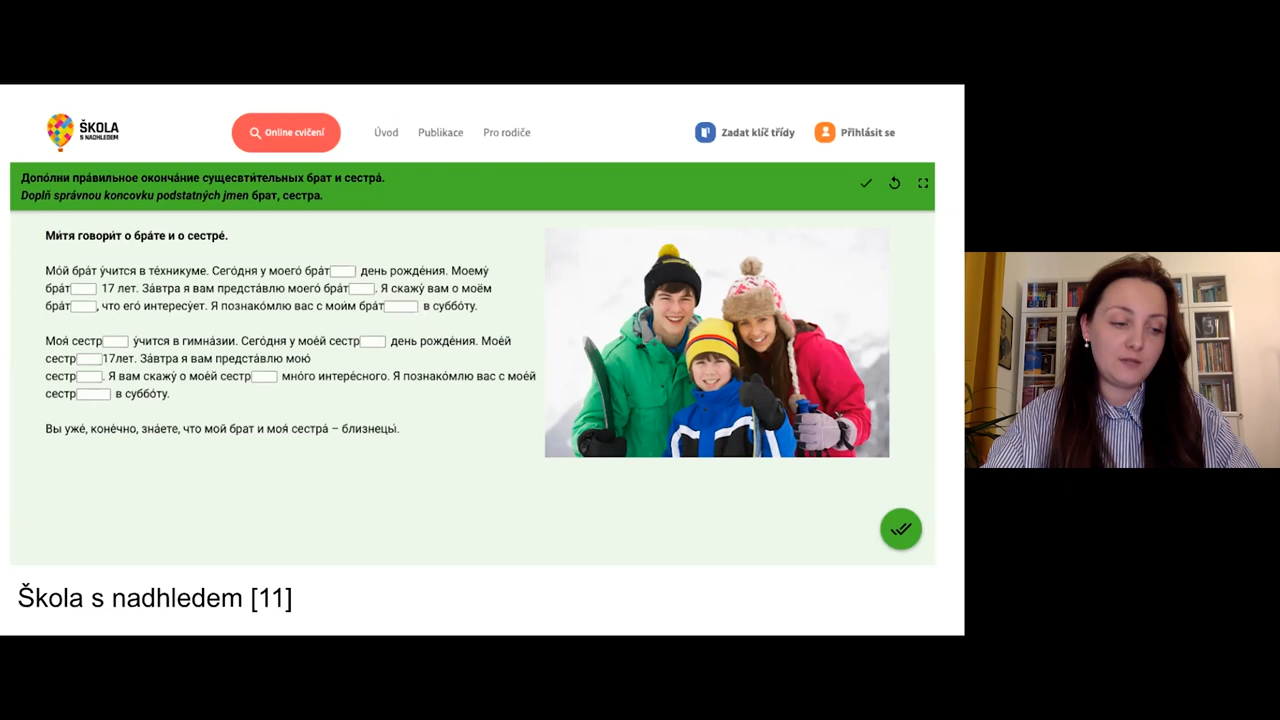 ŠKOLA
S NADHLEDEM
Online cvičení
Úvod
Publikace
Pro rodiče
Zadat klíč třídy
Přihlásit se
Допо́лни пра́вильное оконча́ние сущесвти́тельных брат и сестра́.
Doplň správnou koncovku podstatných jmen брат, сестра.
Ми́тя говори́т о бра́те и о сестре́.
Мо́й бра́т у́чится в те́хникуме. Сего́дня у моего́ бра́т день рожде́ния. Моему́
бра́т 17 лет. За́втра я вам предста́влю моего́ бра́т . Я скажу́ вам о моём
бра́т , что его́ интересу́ет. Я познако́млю вас с мои́м бра́т в суббо́ту.
Моя́ сестр у́чится в гимна́зии. Сего́дня у мое́й сестр день рожде́ния. Мое́й
сестр 17лет. За́втра я вам предста́влю мою́
сестр . Я вам скажу́ о мое́й сестр мно́го интере́сного. Я познако́млю вас с мое́й
сестр в суббо́ту.
Вы уже́, коне́чно, зна́ете, что мой брат и моя́ сестра́ – близнецы́.
Škola s nadhledem [11]